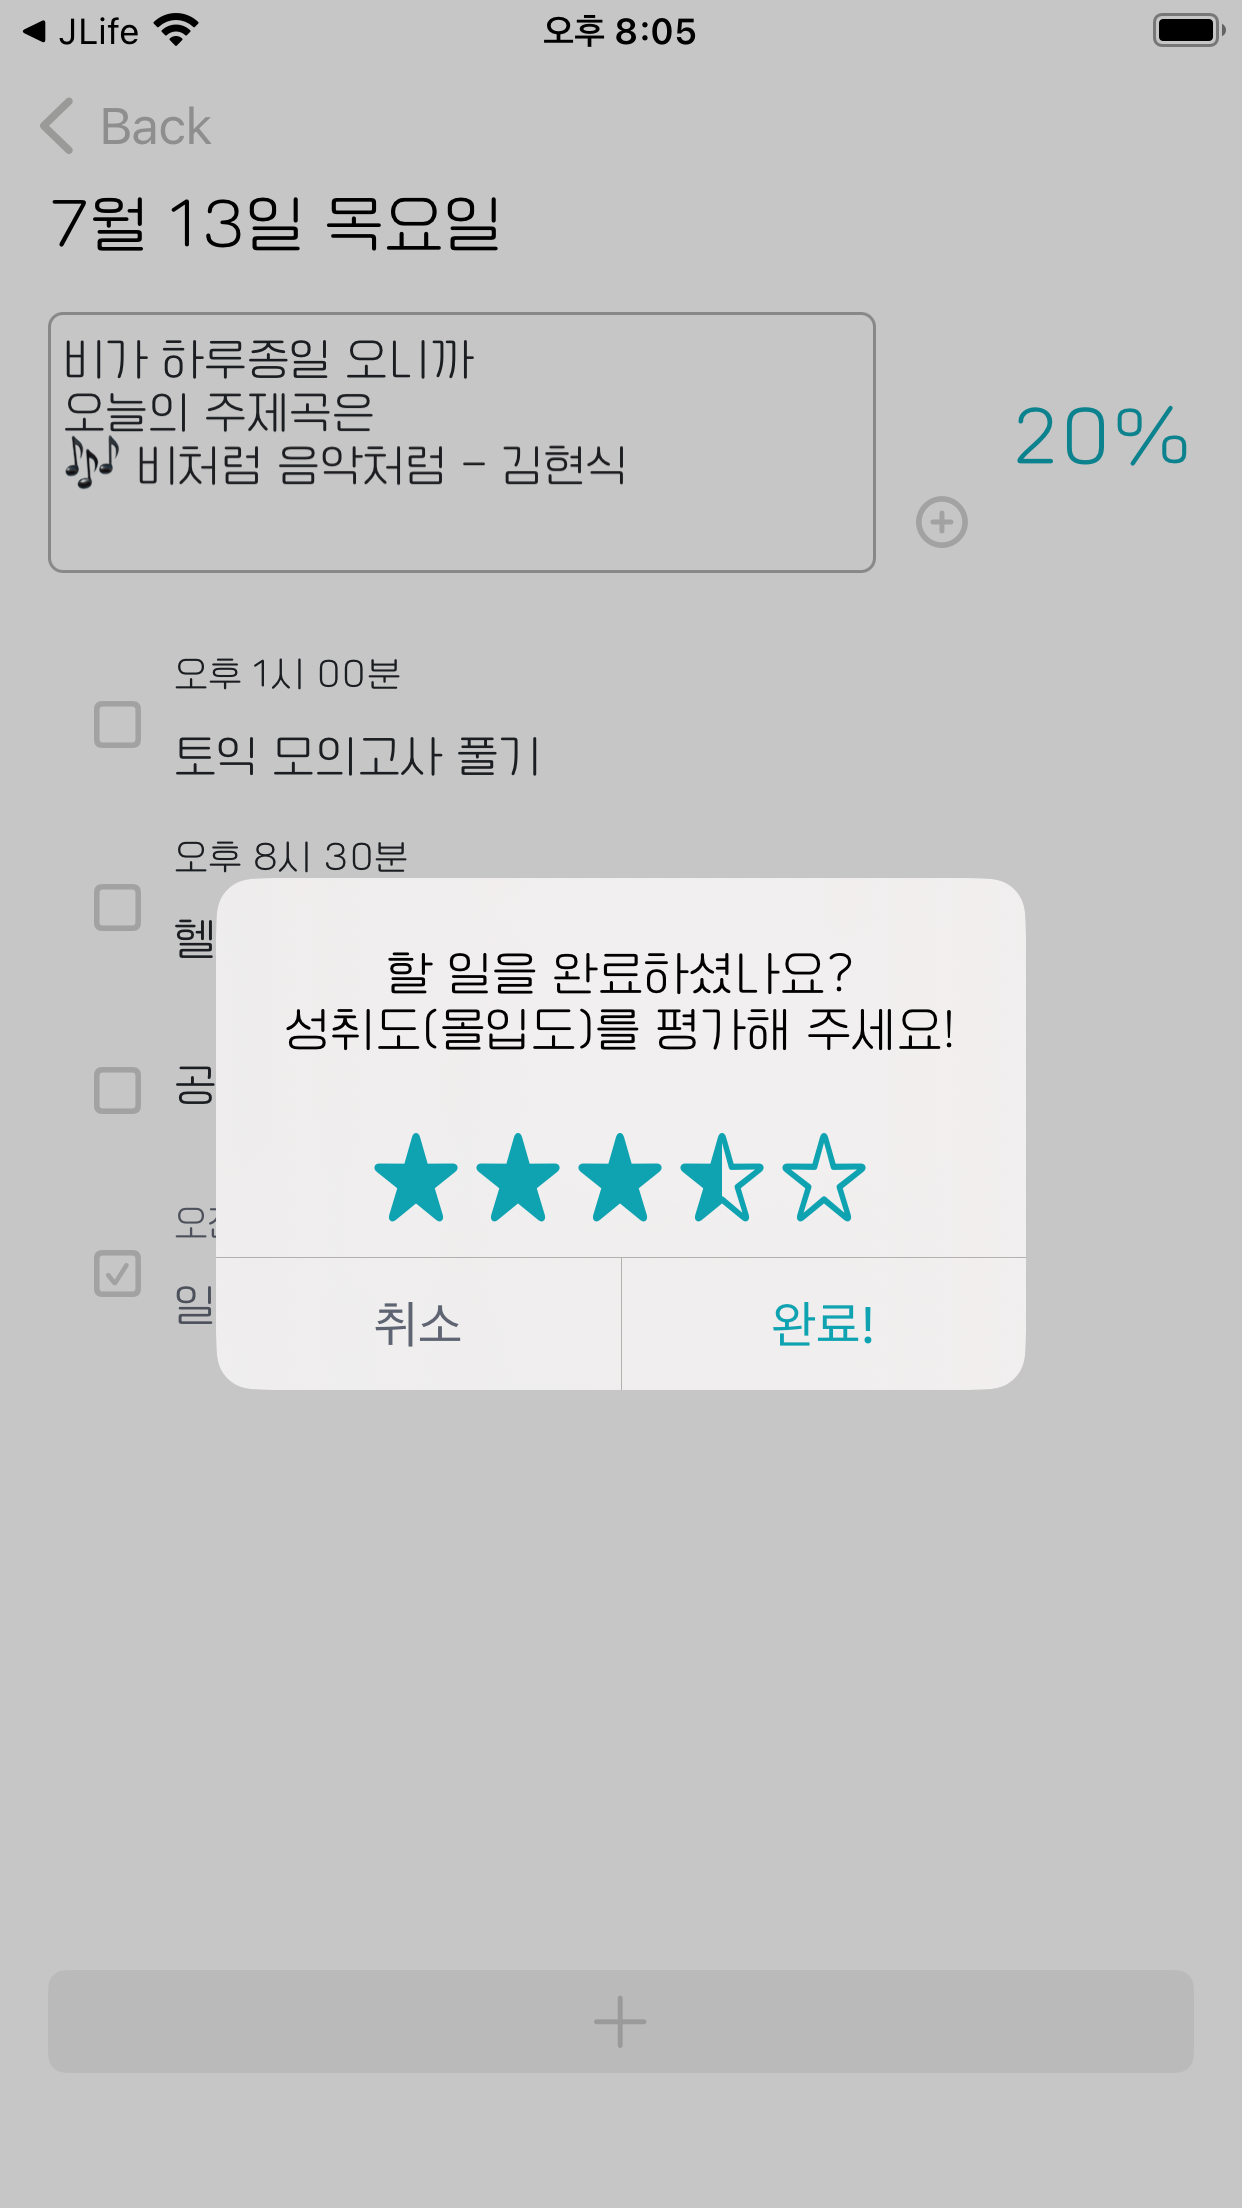 JLife
오후 8:05
Back
7월 13일 목요일
비가 하루종일 오니까
오늘의 주제곡은
🎶 비처럼 음악처럼 - 김현식
20%
오후 1시 00분
토익 모의고사 풀기
오후 8시 30분
헬
할 일을 완료하셨나요?
성취도(몰입도)를 평가해 주세요!
공
일
취소
완료!